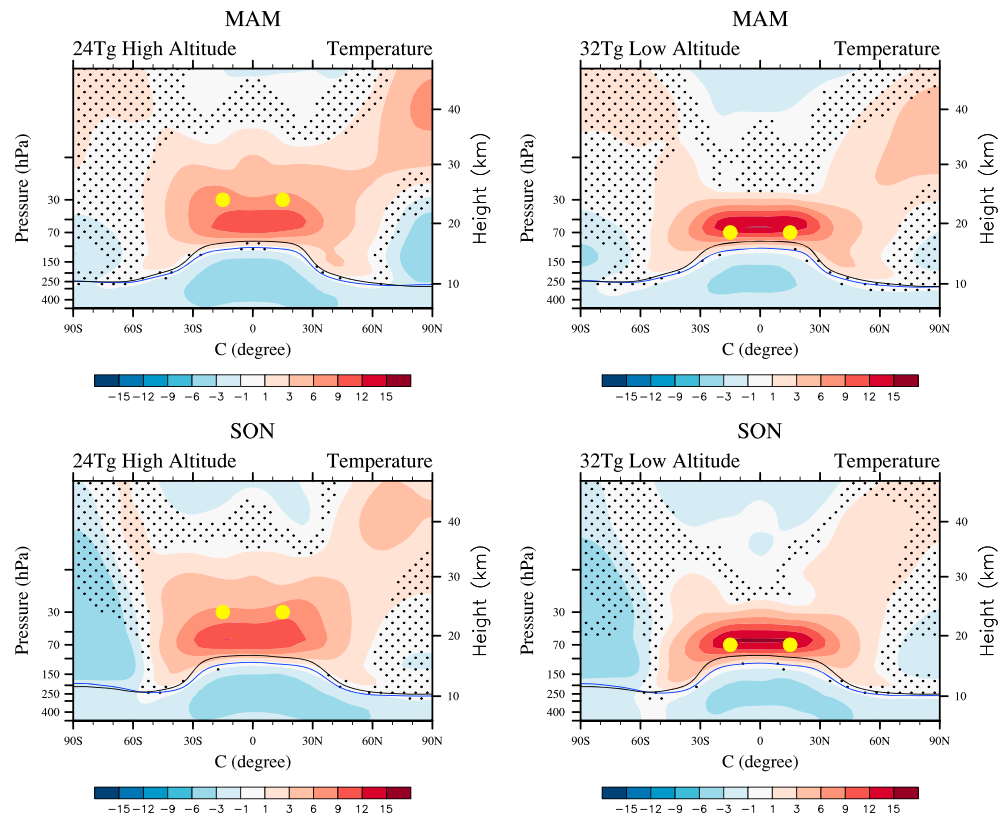 MAM
24Tg High Altitude Temperature
Pressure (hPa)
30
70
150
250
400
40
30
20
10
Height (km)
90S 60S 30S 0 30N 60N 90N
C (degree)
-15 -12 -9 -6 -3 -1 1 3 6 9 12 15
MAM
32Tg Low Altitude Temperature
Pressure (hPa)
30
70
150
250
400
40
30
20
10
Height (km)
90S 60S 30S 0 30N 60N 90N
C (degree)
-15 -12 -9 -6 -3 -1 1 3 6 9 12 15
SON
24Tg High Altitude Temperature
Pressure (hPa)
30
70
150
250
400
40
30
20
10
Height (km)
90S 60S 30S 0 30N 60N 90N
C (degree)
-15 -12 -9 -6 -3 -1 1 3 6 9 12 15
SON
32Tg Low Altitude Temperature
Pressure (hPa)
30
70
150
250
400
40
30
20
10
Height (km)
90S 60S 30S 0 30N 60N 90N
C (degree)
-15 -12 -9 -6 -3 -1 1 3 6 9 12 15